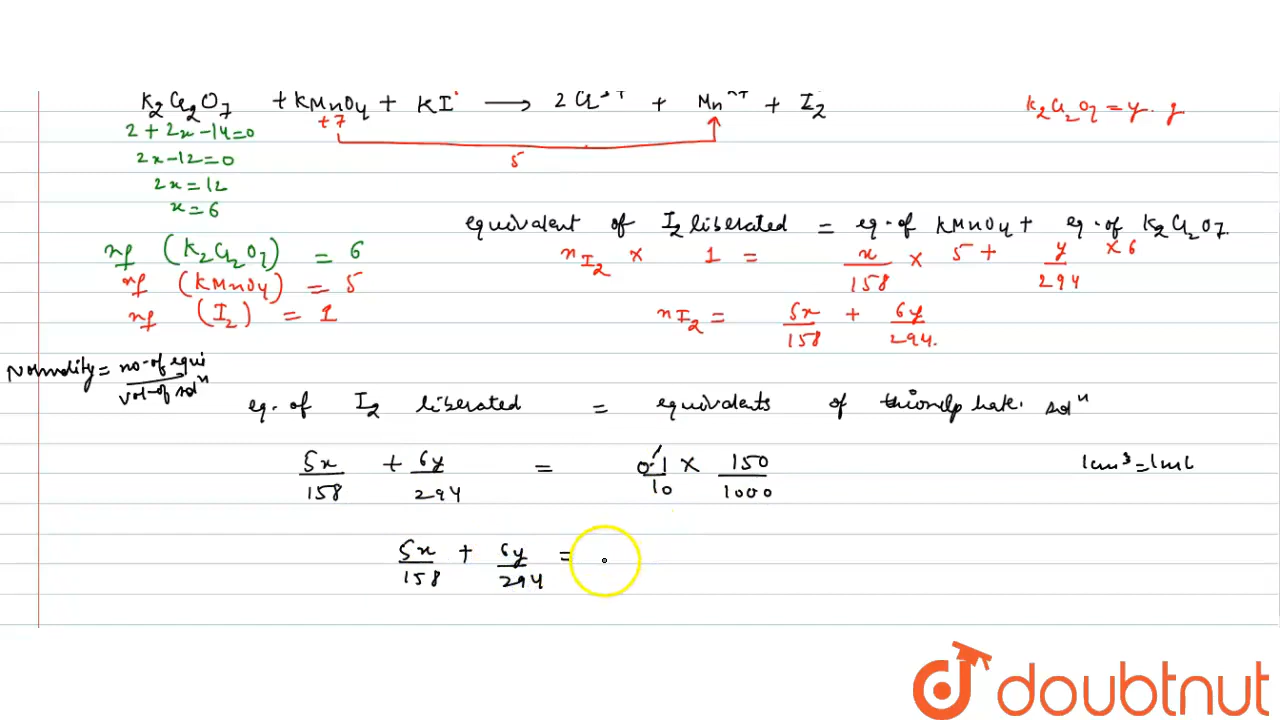 K₂Cr₂O₇ + KMnO₄ + KI ⟶ 2Cr³⁺ + Mn²⁺ + I₂
K₂Cr₂O₇ = y g
+7
2 + 2x - 14 = 0
2x - 12 = 0
5
2x = 12
x = 6
equivalent of I₂ liberated = eq. of KMnO₄ + eq. of K₂Cr₂O₇.
nf (K₂Cr₂O₇) = 6
nI₂ × 1 = x/158 × 5 + y/294 × 6
nf (KMnO₄) = 5
nf (I₂) = 1
nI₂ = 5x/158 + 6y/294.
Normality = no. of equi / vol. of solⁿ
eq. of I₂ liberated = equivalents of solⁿ
5x/158 + 6y/294 = 0.1/10 × 150/1000
1cm³ = 1mL
5x/158 + 6y/294 =
doubtnut